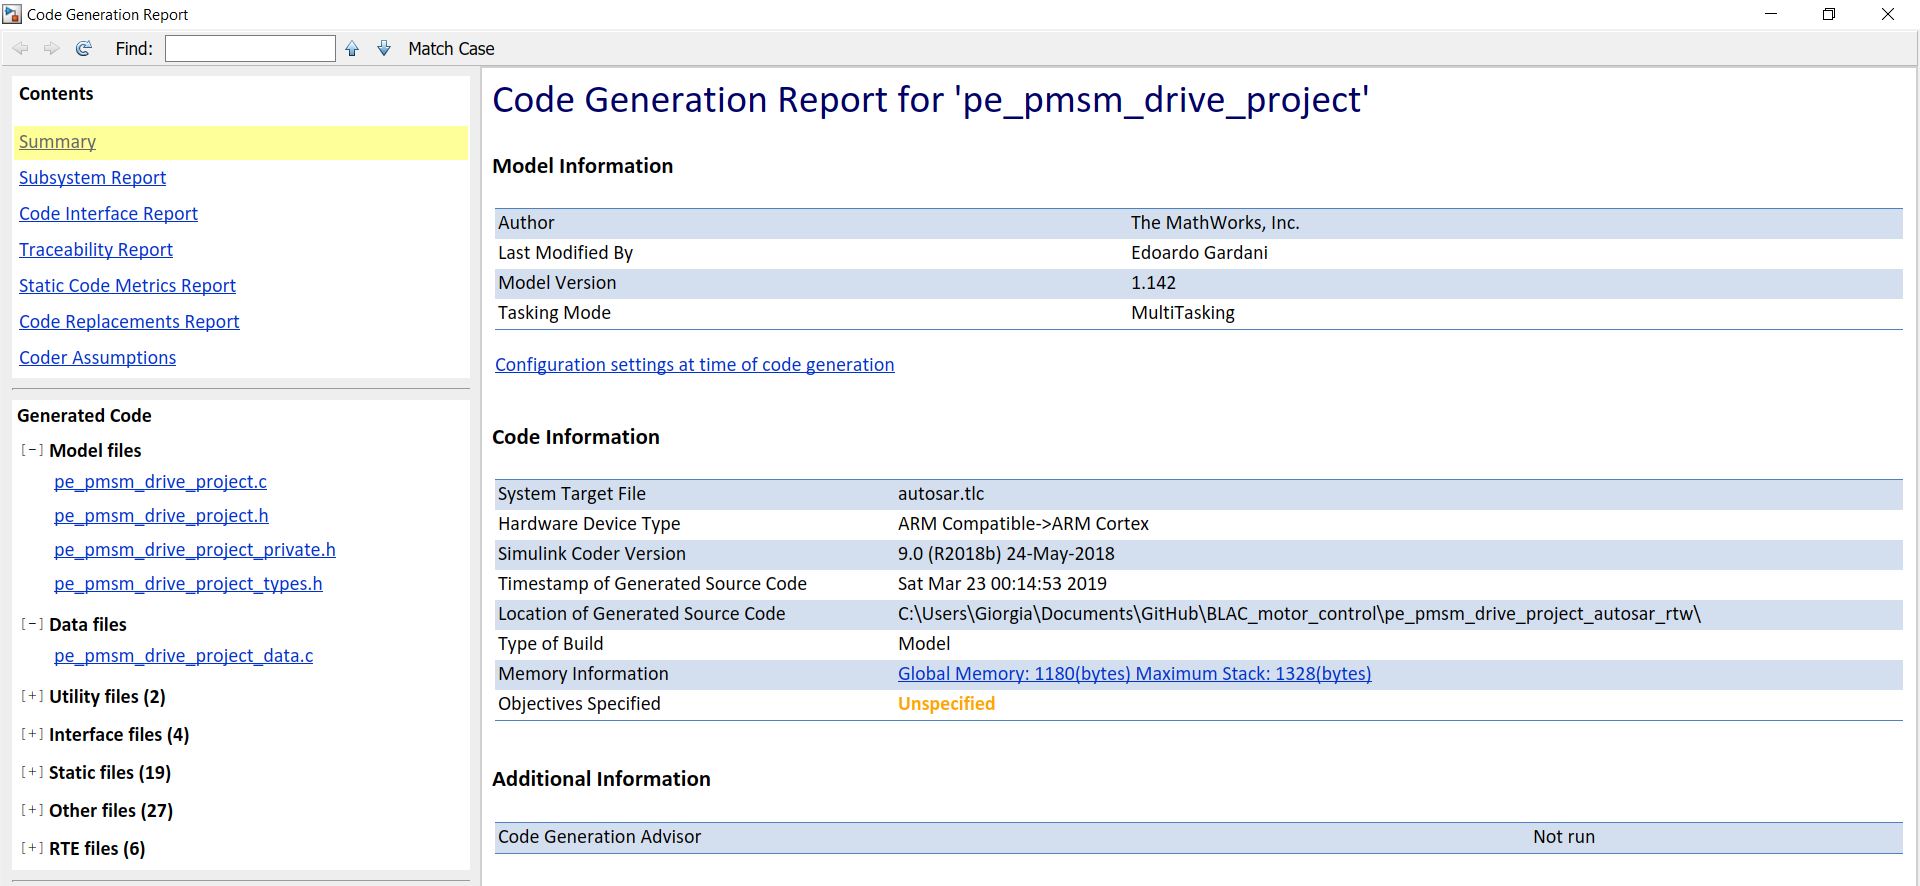 Code Generation Report
Find:
Match Case
Contents
Summary
Subsystem Report
Code Interface Report
Traceability Report
Static Code Metrics Report
Code Replacements Report
Coder Assumptions
Generated Code
[-] Model files
pe_pmsm_drive_project.c
pe_pmsm_drive_project.h
pe_pmsm_drive_project_private.h
pe_pmsm_drive_project_types.h
[-] Data files
pe_pmsm_drive_project_data.c
[+] Utility files (2)
[+] Interface files (4)
[+] Static files (19)
[+] Other files (27)
[+] RTE files (6)
Code Generation Report for 'pe_pmsm_drive_project'
Model Information
Author The MathWorks, Inc.
Last Modified By Edoardo Gardani
Model Version 1.142
Tasking Mode MultiTasking
Configuration settings at time of code generation
Code Information
System Target File autosar.tlc
Hardware Device Type ARM Compatible->ARM Cortex
Simulink Coder Version 9.0 (R2018b) 24-May-2018
Timestamp of Generated Source Code Sat Mar 23 00:14:53 2019
Location of Generated Source Code C:\Users\Giorgia\Documents\GitHub\BLAC_motor_control\pe_pmsm_drive_project_autosar_rtw\
Type of Build Model
Memory Information Global Memory: 1180(bytes) Maximum Stack: 1328(bytes)
Objectives Specified Unspecified
Additional Information
Code Generation Advisor Not run